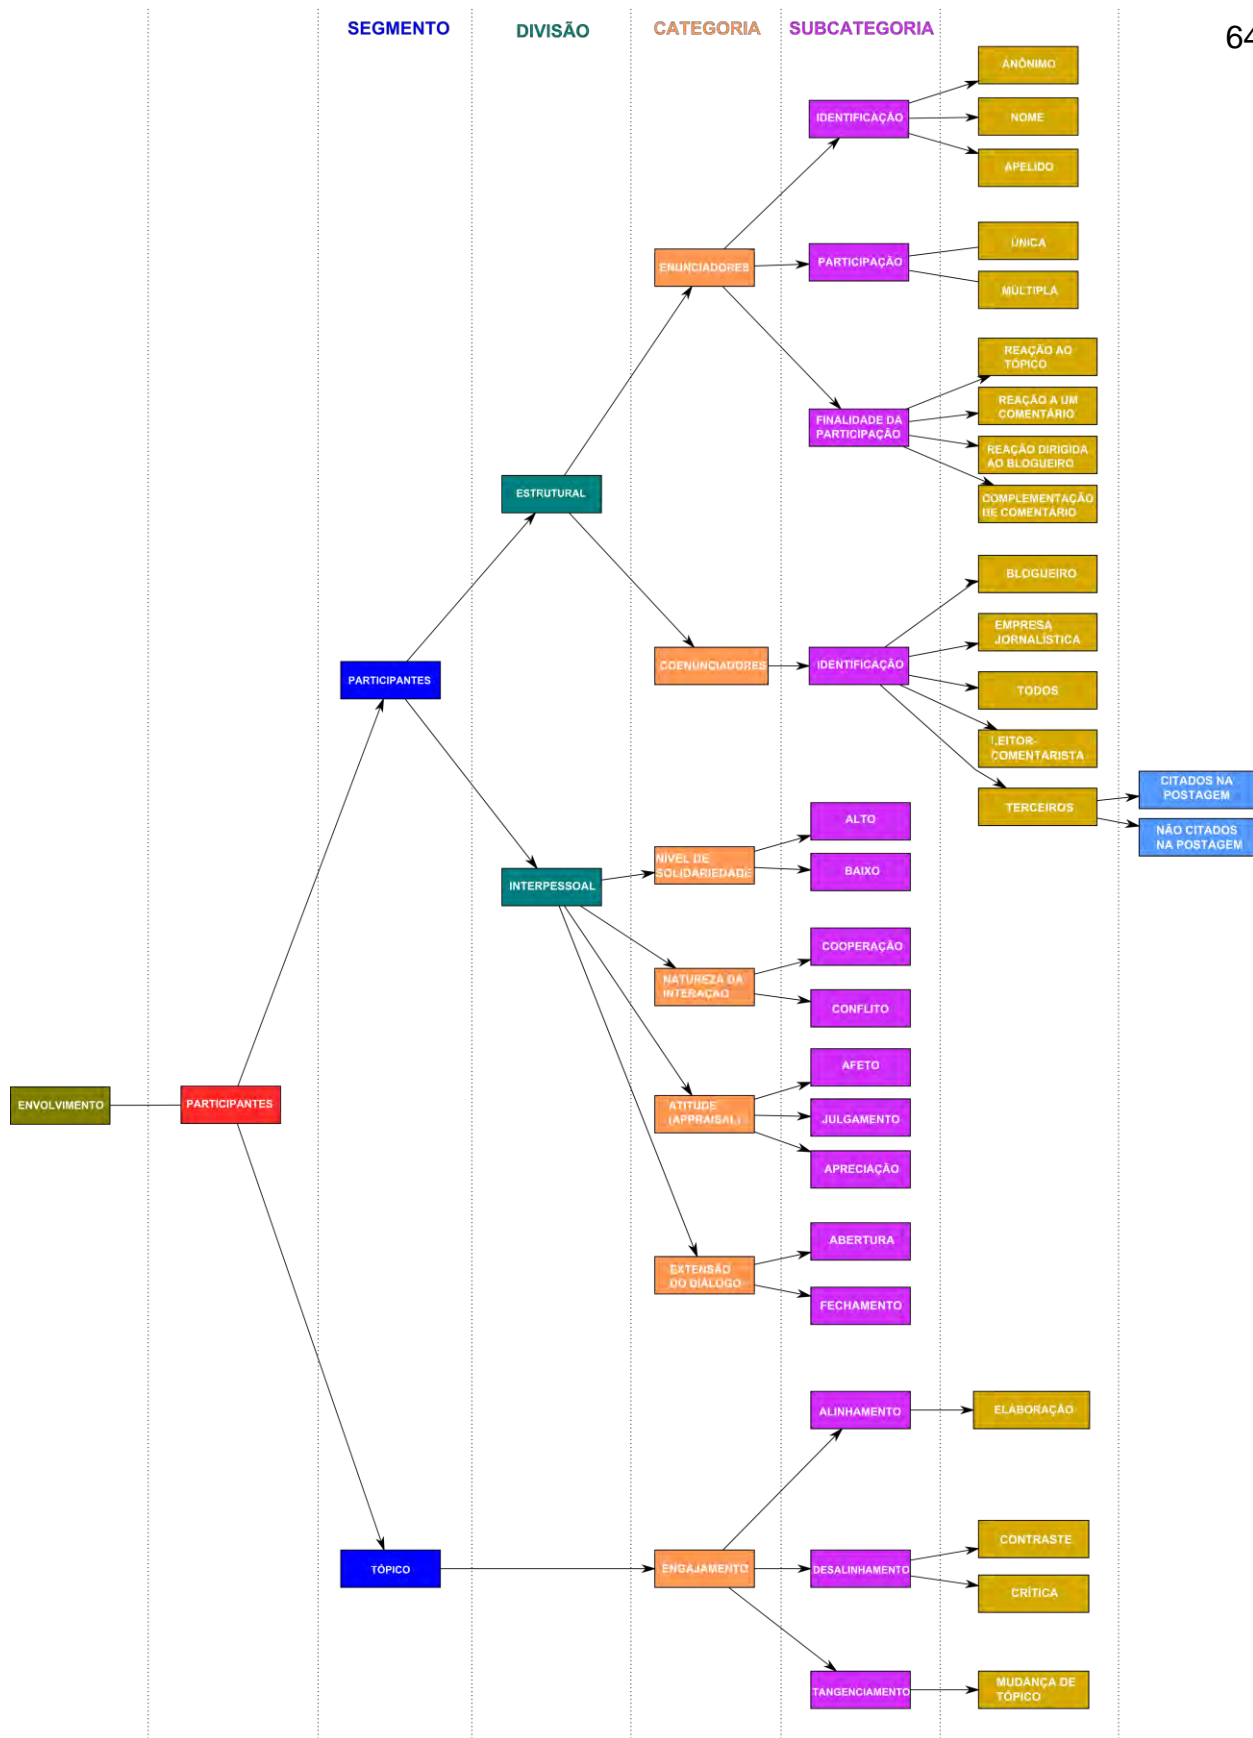 SEGMENTO
DIVISÃO
CATEGORIA
SUBCATEGORIA
64
ANÔNIMO
IDENTIFICAÇÃO
NOME
APELIDO
ENUNCIADORES
PARTICIPAÇÃO
ÚNICA
MÚLTIPLA
FINALIDADE DA
PARTICIPAÇÃO
REAÇÃO AO
TÓPICO
REAÇÃO A UM
COMENTÁRIO
REAÇÃO DIRIGIDA
AO BLOGUEIRO
COMPLEMENTAÇÃO
DE COMENTÁRIO
ESTRUTURAL
BLOGUEIRO
PARTICIPANTES
COENUNCIADORES
IDENTIFICAÇÃO
EMPRESA
JORNALÍSTICA
TODOS
LEITOR-
COMENTARISTA
TERCEIROS
CITADOS NA
POSTAGEM
NÃO CITADOS
NA POSTAGEM
INTERPESSOAL
NÍVEL DE
SOLIDARIEDADE
ALTO
BAIXO
NATUREZA DA
INTERAÇÃO
COOPERAÇÃO
CONFLITO
ENVOLVIMENTO
PARTICIPANTES
ATITUDE
(APPRAISAL)
AFETO
JULGAMENTO
APRECIAÇÃO
EXTENSÃO
DO DIÁLOGO
ABERTURA
FECHAMENTO
ALINHAMENTO
ELABORAÇÃO
TÓPICO
ENGAJAMENTO
DESALINHAMENTO
CONTRASTE
CRÍTICA
TANGENCIAMENTO
MUDANÇA DE
TÓPICO